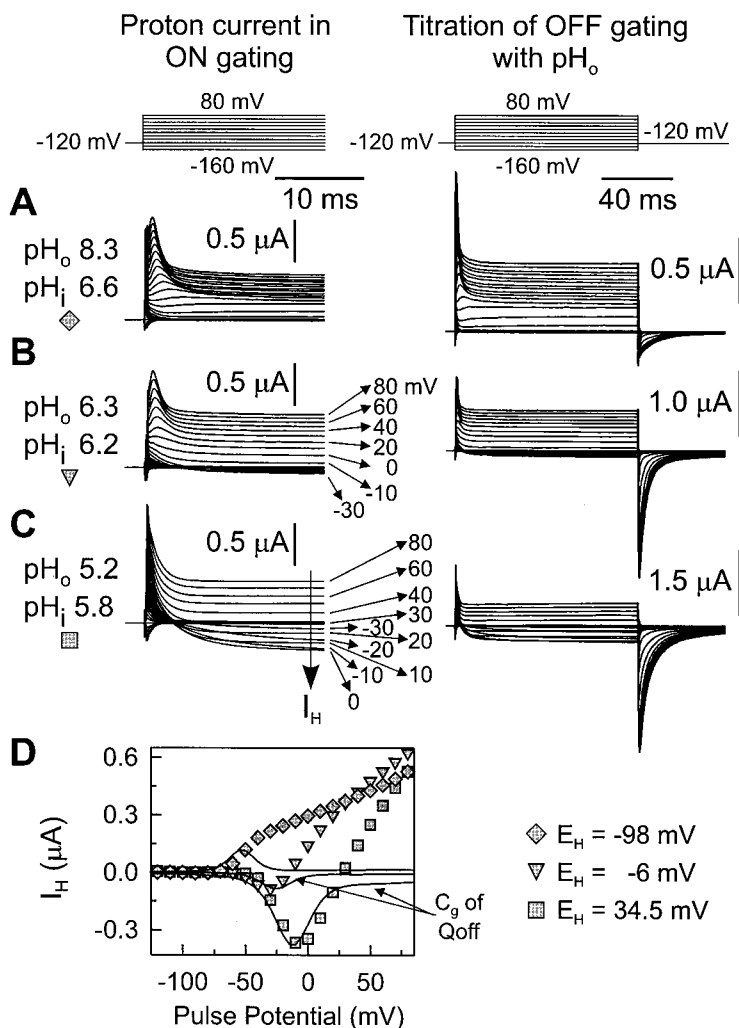 Proton current in
ON gating
Titration of OFF gating
with pHo
80 mV
-120 mV
-160 mV
10 ms
80 mV
-120 mV
-120 mV
-160 mV
40 ms
A
pHo 8.3
pHi 6.6
0.5 µA
0.5 µA
B
pHo 6.3
pHi 6.2
0.5 µA
80 mV
60
40
20
0
-10
-30
1.0 µA
C
pHo 5.2
pHi 5.8
0.5 µA
80
60
40
30
-30
20
-20
10
-10
0
IH
1.5 µA
D
IH (µA)
0.6
0.3
0.0
-0.3
-100
-50
0
50
Pulse Potential (mV)
Cg of
Qoff
EH = -98 mV
EH = -6 mV
EH = 34.5 mV